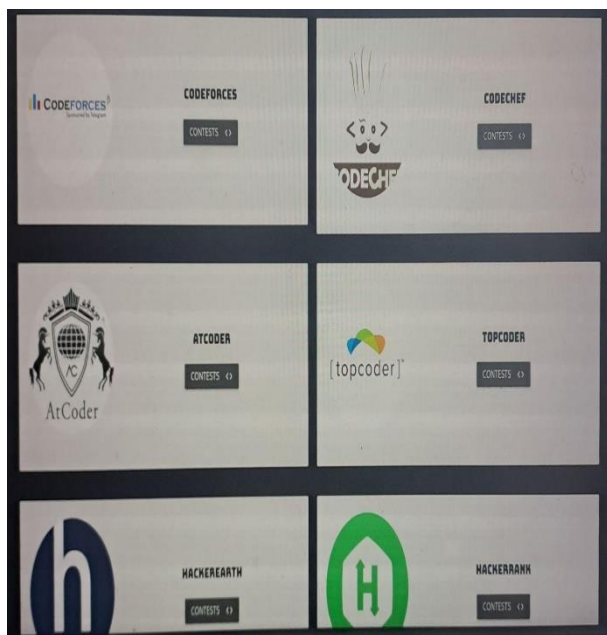 CODEFORCES
Sponsored by Telegram
CODEFORCES
CONTESTS <>
CODECHEF
CODECHEF
CONTESTS <>
AtCoder
ATCODER
CONTESTS <>
[topcoder]™
TOPCODER
CONTESTS <>
h
HACKEREARTH
CONTESTS <>
H
HACKERRANK
CONTESTS <>